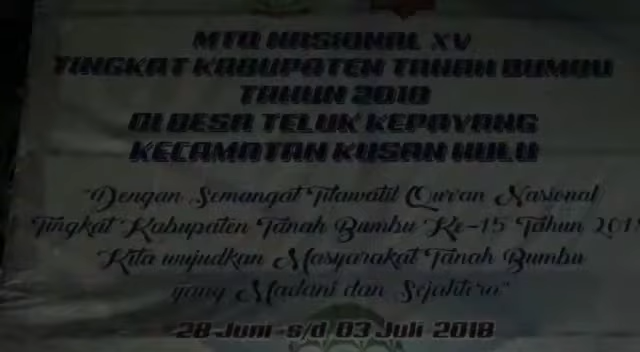 MTQ NASIONAL XV
TINGKAT KABUPATEN TANAH BUMBU
TAHUN 2018
DI DESA TELUK KEPAYANG
KECAMATAN KUSAN HULU
"Dengan Semangat Tilawatil Qur'an Nasional
Tingkat Kabupaten Tanah Bumbu Ke-15 Tahun 2018
Kita wujudkan Masyarakat Tanah Bumbu
yang Madani dan Sejahtera"
28 Juni s/d 03 Juli 2018